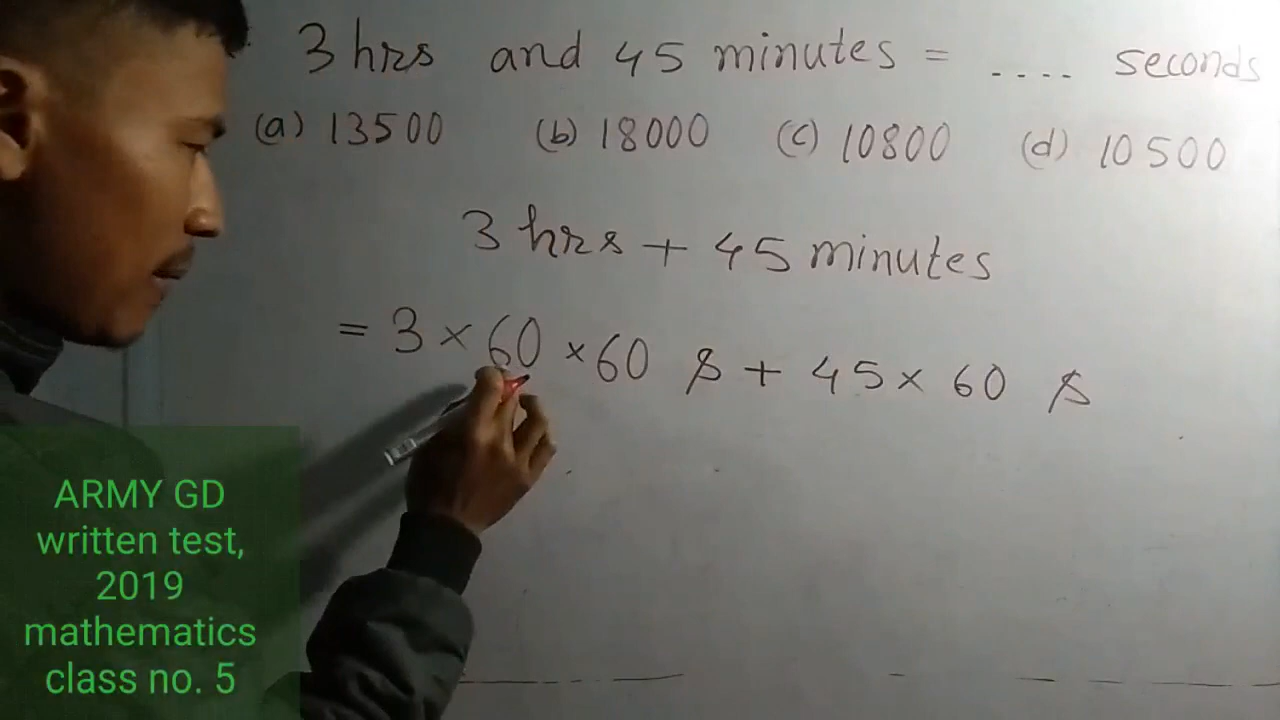 3 hrs and 45 minutes = .... seconds
(a) 13500 (b) 18000 (c) 10800 (d) 10500
3 hrs + 45 minutes
= 3 × 60 × 60 s + 45 × 60 s
ARMY GD
written test,
2019
mathematics
class no. 5